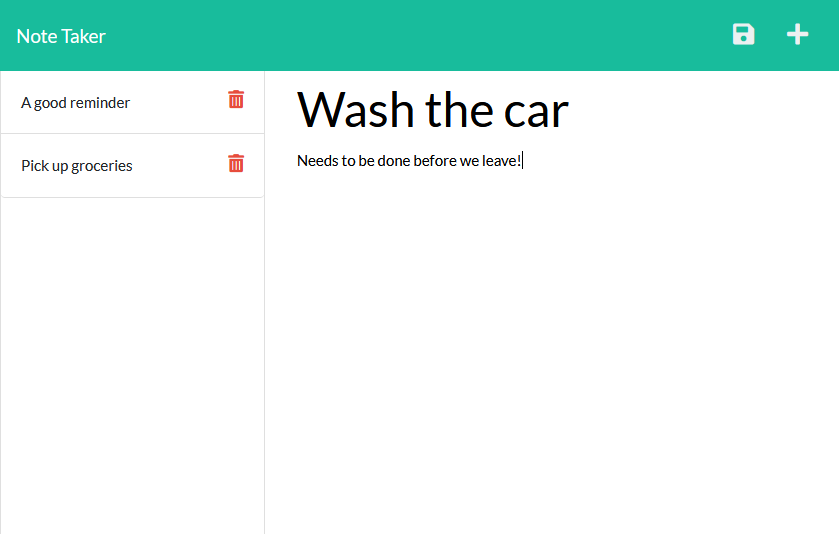 Note Taker
A good reminder
Pick up groceries
Wash the car
Needs to be done before we leave!